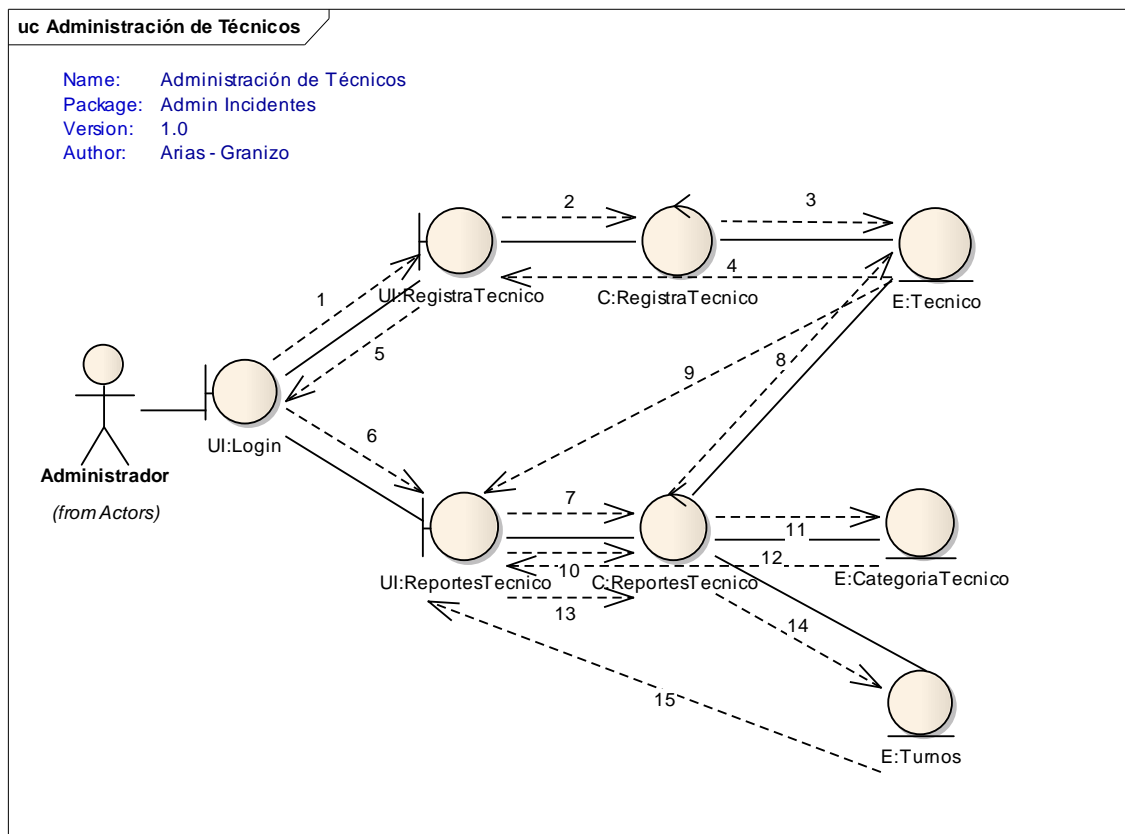 uc Administración de Técnicos
Name: Administración de Técnicos
Package: Admin Incidentes
Version: 1.0
Author: Arias - Granizo
2
3
4
UI:RegistraTecnico
C:RegistraTecnico
E:Tecnico
1
5
8
9
UI:Login
6
Administrador
(from Actors)
7
11
10
12
UI:ReportesTecnico
C:ReportesTecnico
E:CategoriaTecnico
13
14
15
E:Turnos